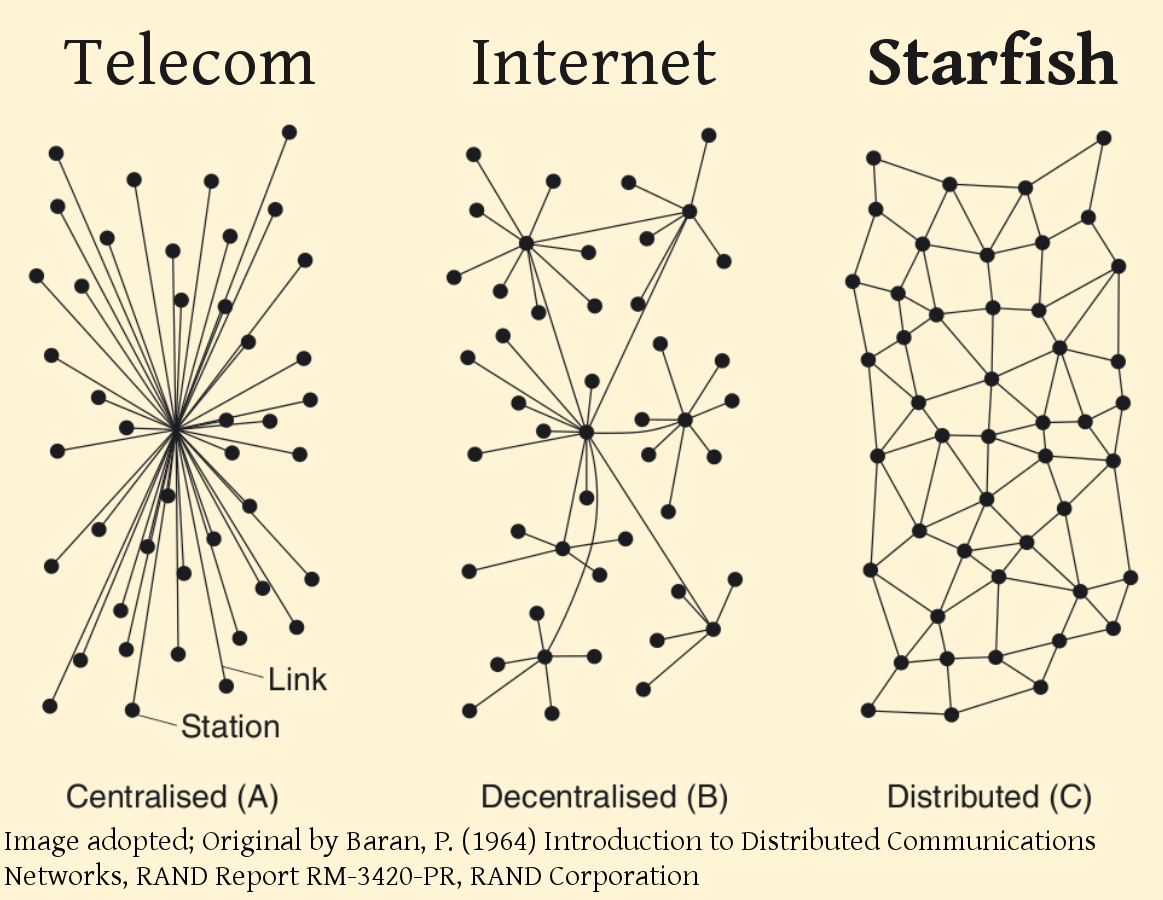 Telecom
Internet
Starfish
Link
Station
Centralised (A)
Decentralised (B)
Distributed (C)
Image adopted; Original by Baran, P. (1964) Introduction to Distributed Communications
Networks, RAND Report RM-3420-PR, RAND Corporation